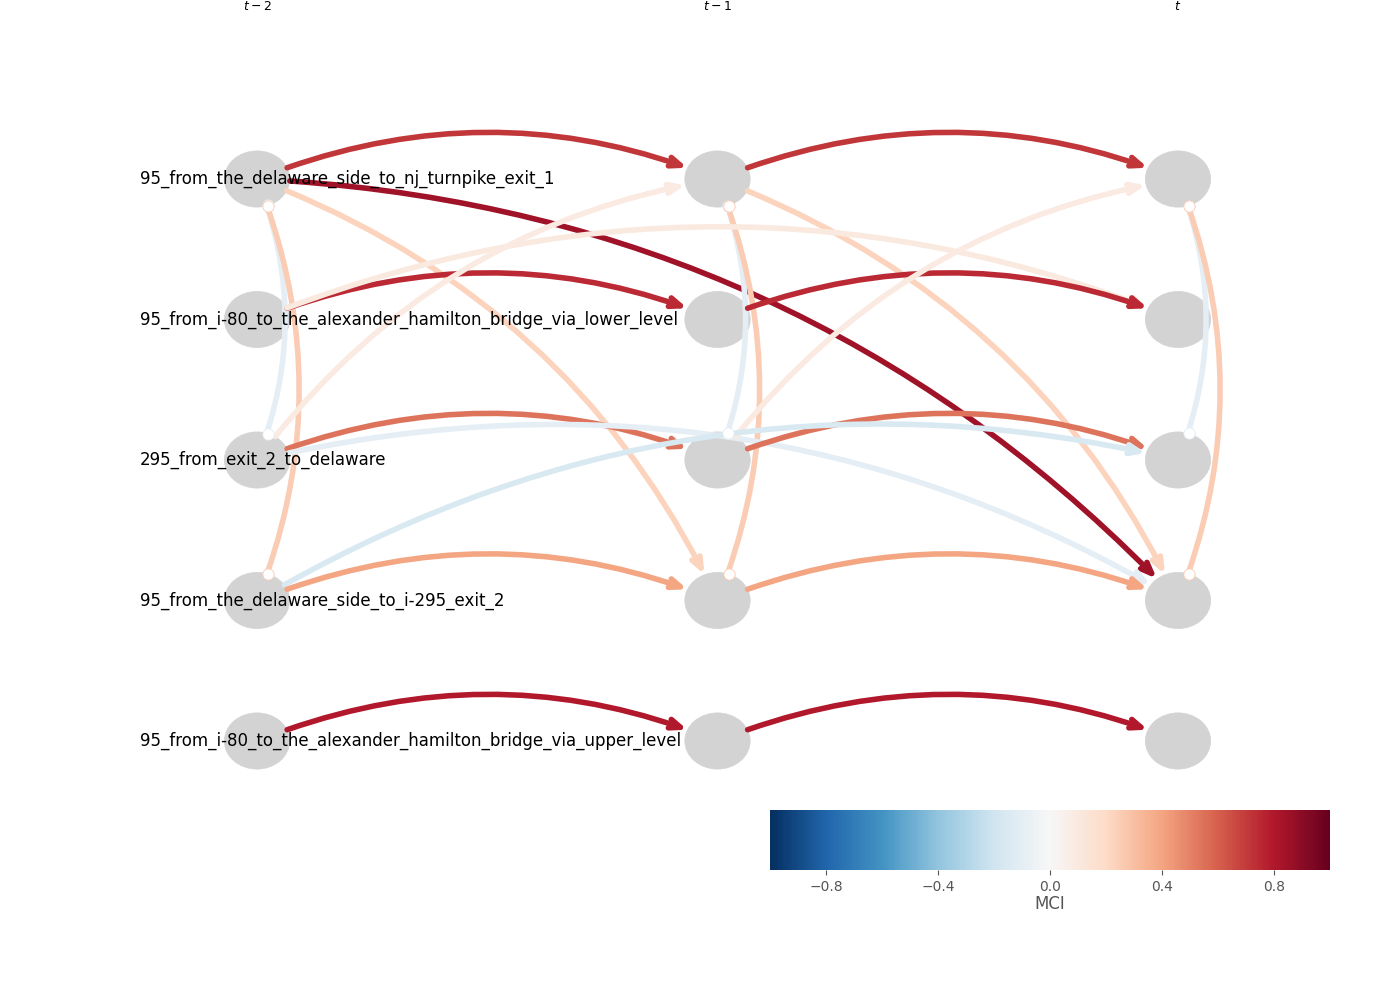 t − 2 t − 1 t
95_from_the_delaware_side_to_nj_turnpike_exit_1
95_from_i-80_to_the_alexander_hamilton_bridge_via_lower_level
295_from_exit_2_to_delaware
95_from_the_delaware_side_to_i-295_exit_2
95_from_i-80_to_the_alexander_hamilton_bridge_via_upper_level
−0.8 −0.4 0.0 0.4 0.8
MCI